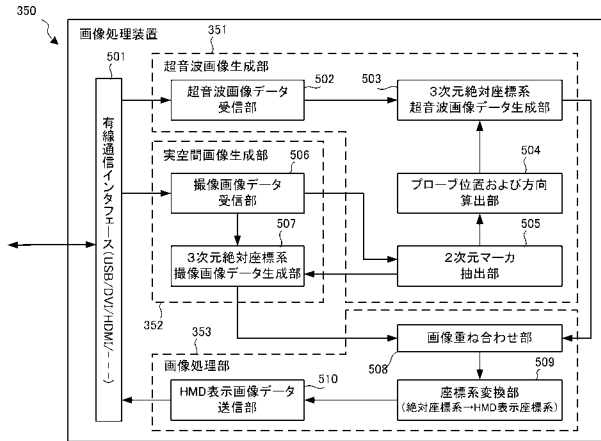 350
画像処理装置
351
501
超音波画像生成部
超音波画像データ
受信部
502
503
3次元絶対座標系
超音波画像データ生成部
有線通信インタフェース(USB/DVI/HDMI/---)
実空間画像生成部
506
撮像画像データ
受信部
504
プローブ位置および方向
算出部
507
3次元絶対座標系
撮像画像データ生成部
505
2次元マーカ
抽出部
352
353
画像処理部
画像重ね合わせ部
508
509
HMD表示画像データ
送信部
510
座標系変換部
(絶対座標系→HMD表示座標系)